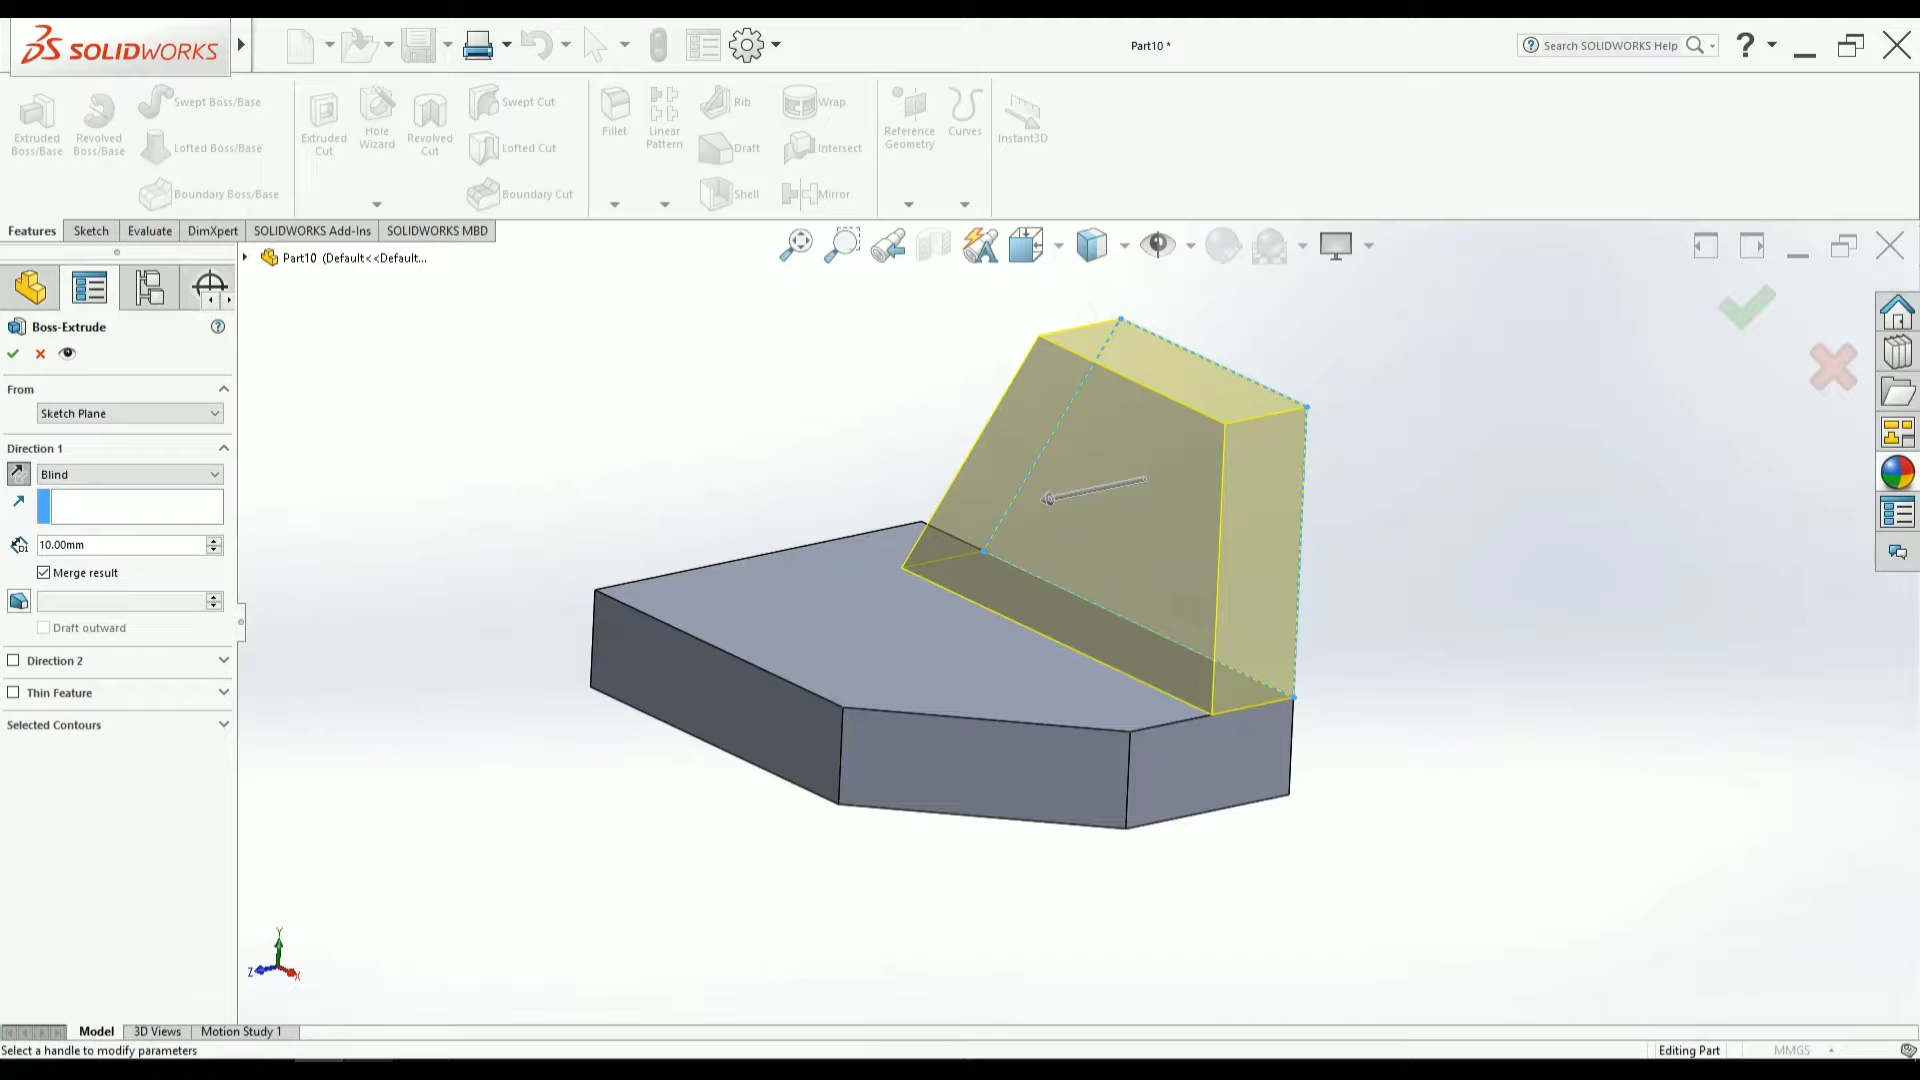 SOLIDWORKS
Part10 *
Search SOLIDWORKS Help
Extruded Boss/Base
Revolved Boss/Base
Swept Boss/Base
Lofted Boss/Base
Boundary Boss/Base
Extruded Cut
Hole Wizard
Revolved Cut
Swept Cut
Lofted Cut
Boundary Cut
Fillet
Linear Pattern
Rib
Draft
Shell
Wrap
Intersect
Mirror
Reference Geometry
Curves
Instant3D
Features Sketch Evaluate DimXpert SOLIDWORKS Add-Ins SOLIDWORKS MBD
Part10 (Default<<Default...
Boss-Extrude
From
Sketch Plane
Direction 1
Blind
D1
10.00mm
Merge result
Draft outward
Direction 2
Thin Feature
Selected Contours
Y
Z
X
Model 3D Views Motion Study 1
Select a handle to modify parameters
Editing Part
MMGS